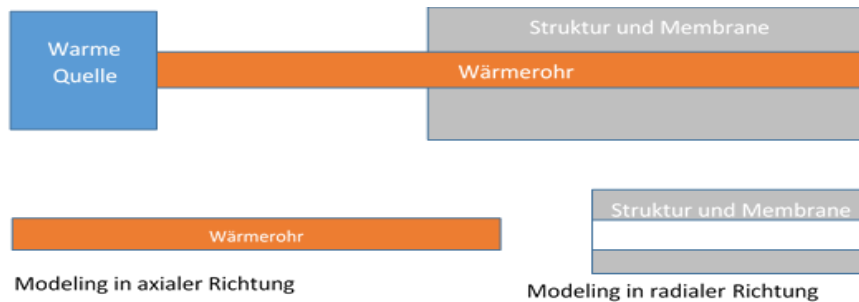 Warme
Quelle
Struktur und Membrane
Wärmerohr
Wärmerohr
Struktur und Membrane
Modeling in axialer Richtung
Modeling in radialer Richtung